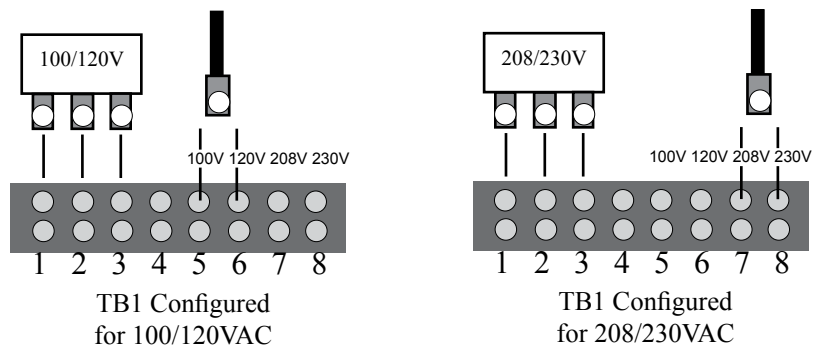 100/120V
100V 120V 208V 230V
1 2 3 4 5 6 7 8
TB1 Configured
for 100/120VAC
208/230V
100V 120V 208V 230V
1 2 3 4 5 6 7 8
TB1 Configured
for 208/230VAC